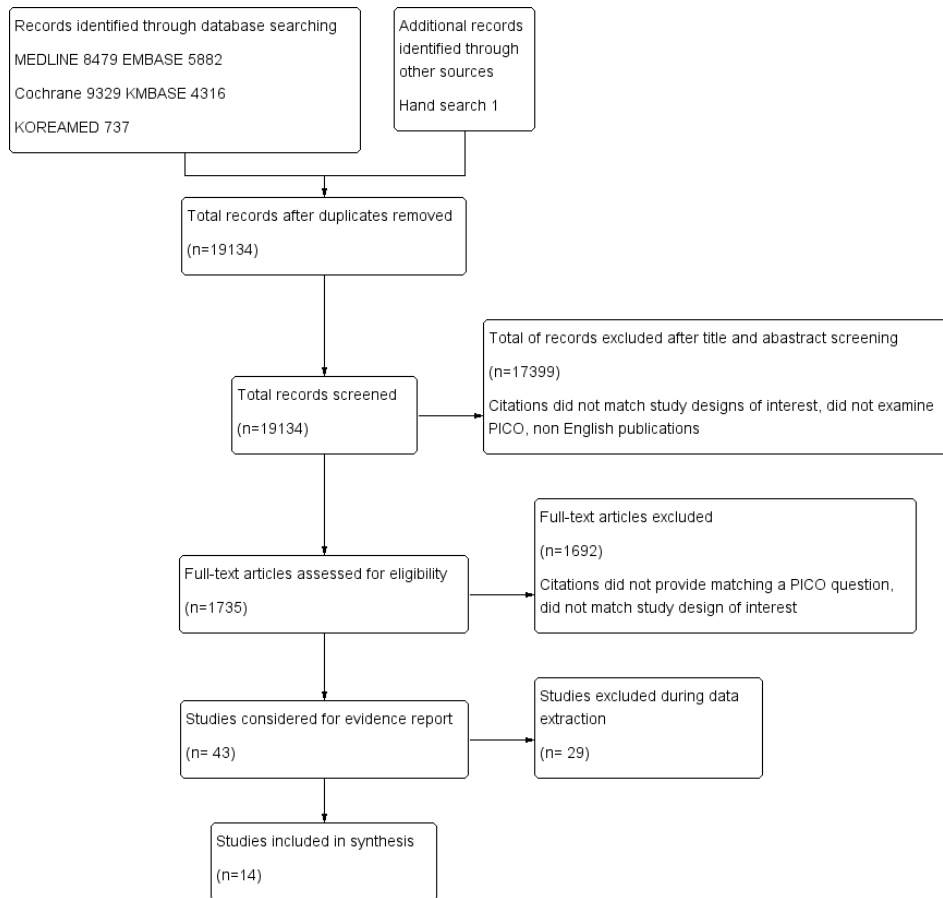 Records identified through database searching
MEDLINE 8479 EMBASE 5882
Cochrane 9329 KMBASE 4316
KOREAMED 737
Additional records
identified through
other sources
Hand search 1
Total records after duplicates removed
(n=19134)
Total records screened
(n=19134)
Total of records excluded after title and abastract screening
(n=17399)
Citations did not match study designs of interest, did not examine
PICO, non English publications
Full-text articles assessed for eligibility
(n=1735)
Full-text articles excluded
(n=1692)
Citations did not provide matching a PICO question,
did not match study design of interest
Studies considered for evidence report
(n= 43)
Studies excluded during data
extraction
(n= 29)
Studies included in synthesis
(n=14)